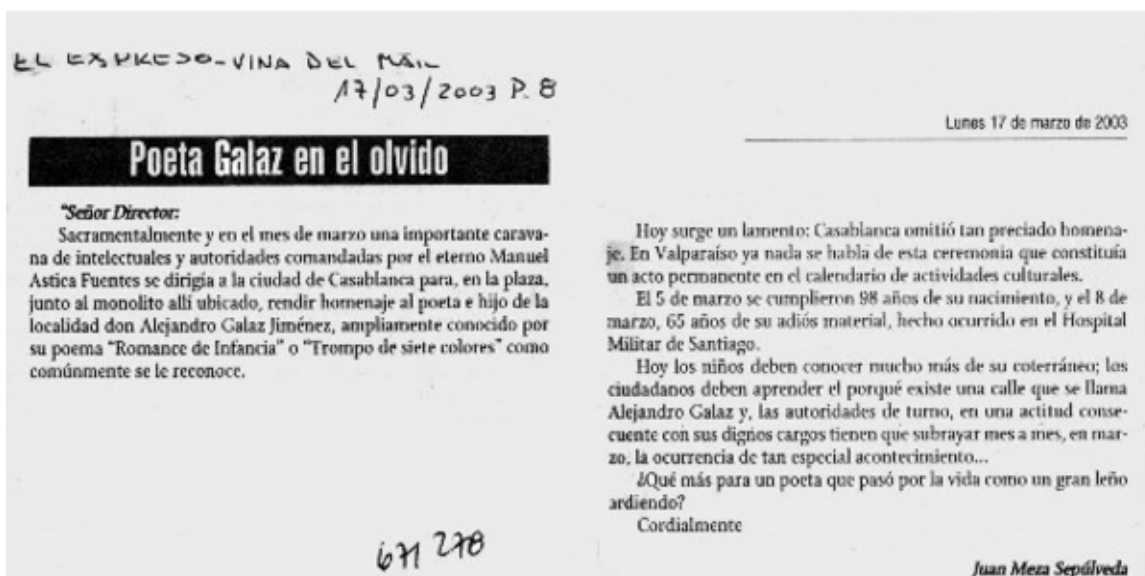 EL EXPRESO-VIÑA DEL MAR
17/03/2003 P. 8
Poeta Galaz en el olvido
"Señor Director:
Sacramentalmente y en el mes de marzo una importante carava-
na de intelectuales y autoridades comandadas por el eterno Manuel
Astica Fuentes se dirigía a la ciudad de Casablanca para, en la plaza,
junto al monolito allí ubicado, rendir homenaje al poeta e hijo de la
localidad don Alejandro Galaz Jiménez, ampliamente conocido por
su poema "Romance de Infancia" o "Trompo de siete colores" como
comúnmente se le reconoce.
671 278
Lunes 17 de marzo de 2003
Hoy surge un lamento: Casablanca omitió tan preciado homena-
je. En Valparaíso ya nada se habla de esta ceremonia que constituía
un acto permanente en el calendario de actividades culturales.
El 5 de marzo se cumplieron 98 años de su nacimiento, y el 8 de
marzo, 65 años de su adiós material, hecho ocurrido en el Hospital
Militar de Santiago.
Hoy los niños deben conocer mucho más de su coterráneo; los
ciudadanos deben aprender el porqué existe una calle que se llama
Alejandro Galaz y, las autoridades de turno, en una actitud conse-
cuente con sus dignos cargos tienen que subrayar mes a mes, en mar-
zo, la ocurrencia de tan especial acontecimiento...
¿Qué más para un poeta que pasó por la vida como un gran leño
ardiendo?
Cordialmente
Juan Meza Sepúlveda